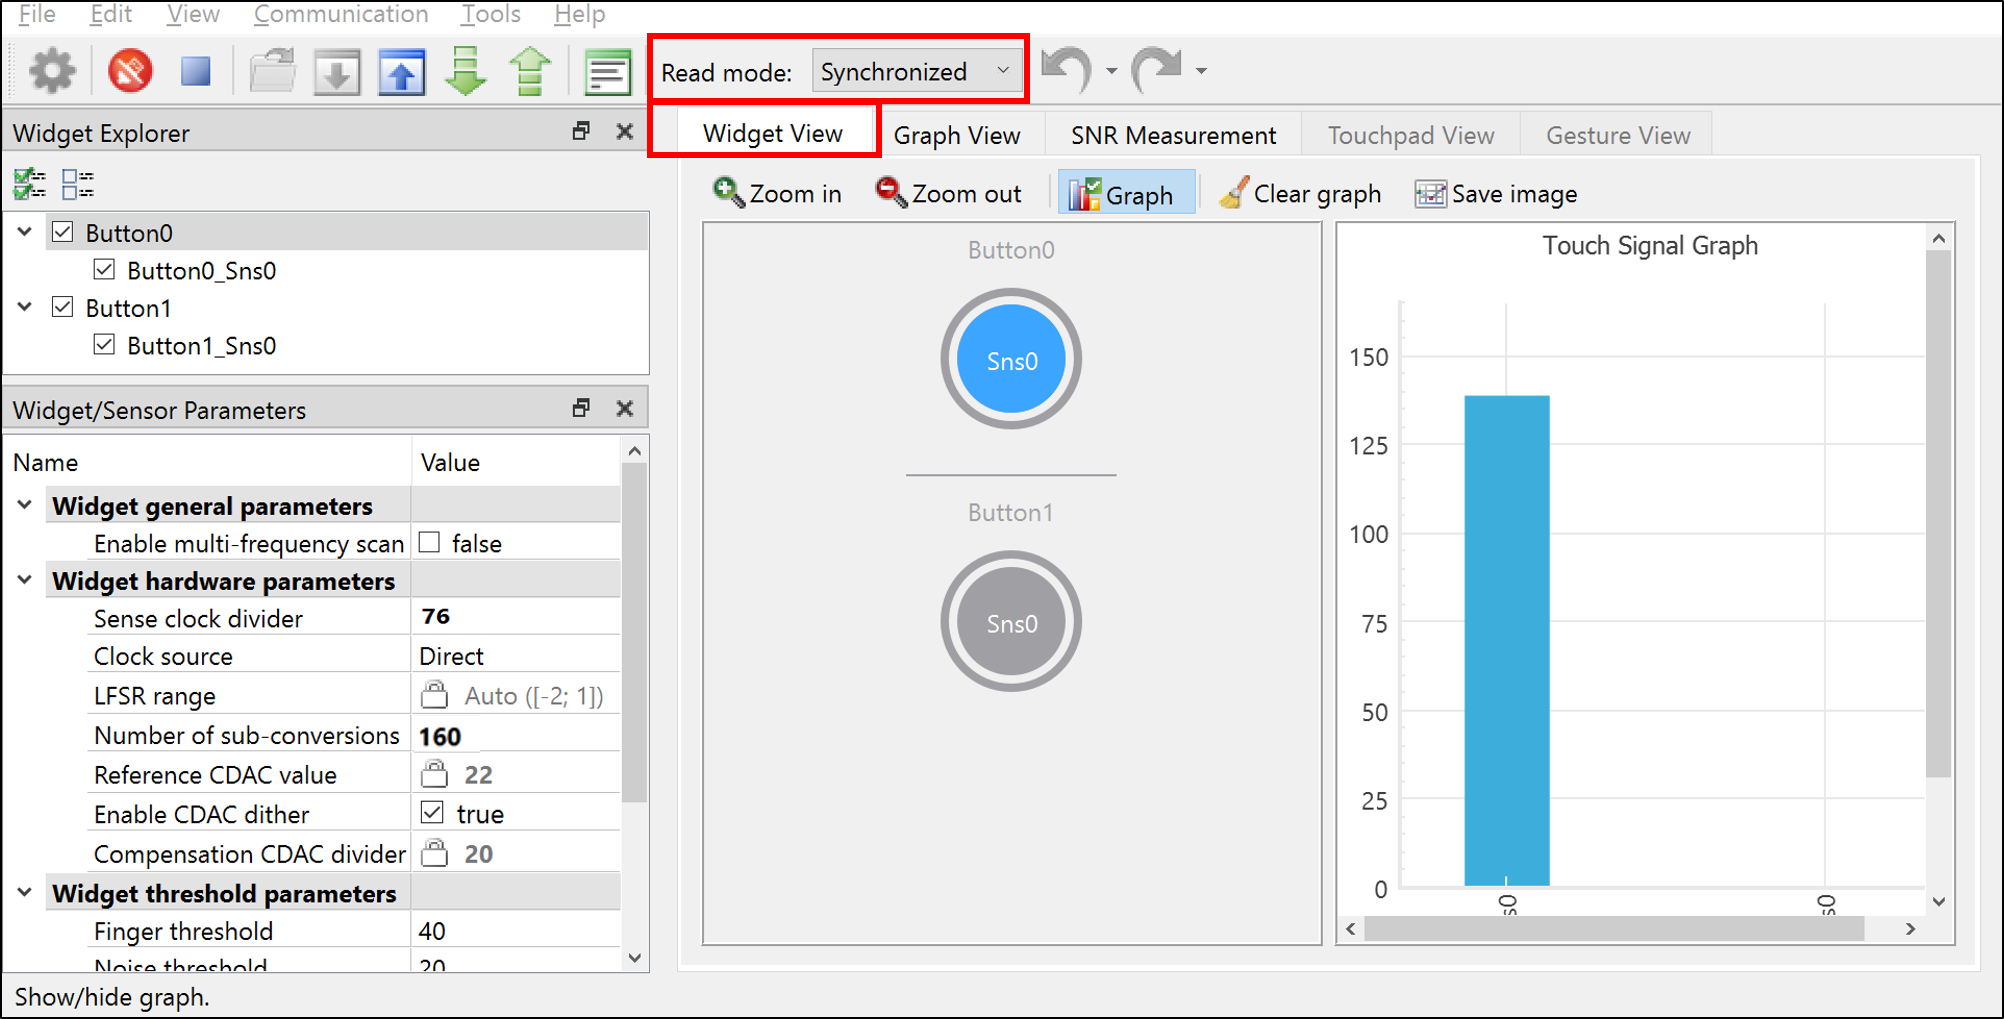 File Edit View Communication Tools Help
Read mode: Synchronized
Widget Explorer
Button0
Button0_Sns0
Button1
Button1_Sns0
Widget/Sensor Parameters
Name Value
Widget general parameters
Enable multi-frequency scan false
Widget hardware parameters
Sense clock divider 76
Clock source Direct
LFSR range Auto ([-2; 1])
Number of sub-conversions 160
Reference CDAC value 22
Enable CDAC dither true
Compensation CDAC divider 20
Widget threshold parameters
Finger threshold 40
Noise threshold 20
Widget View Graph View SNR Measurement Touchpad View Gesture View
Zoom in Zoom out Graph Clear graph Save image
Button0
Sns0
Button1
Sns0
Touch Signal Graph
150
125
100
75
50
25
0
Show/hide graph.